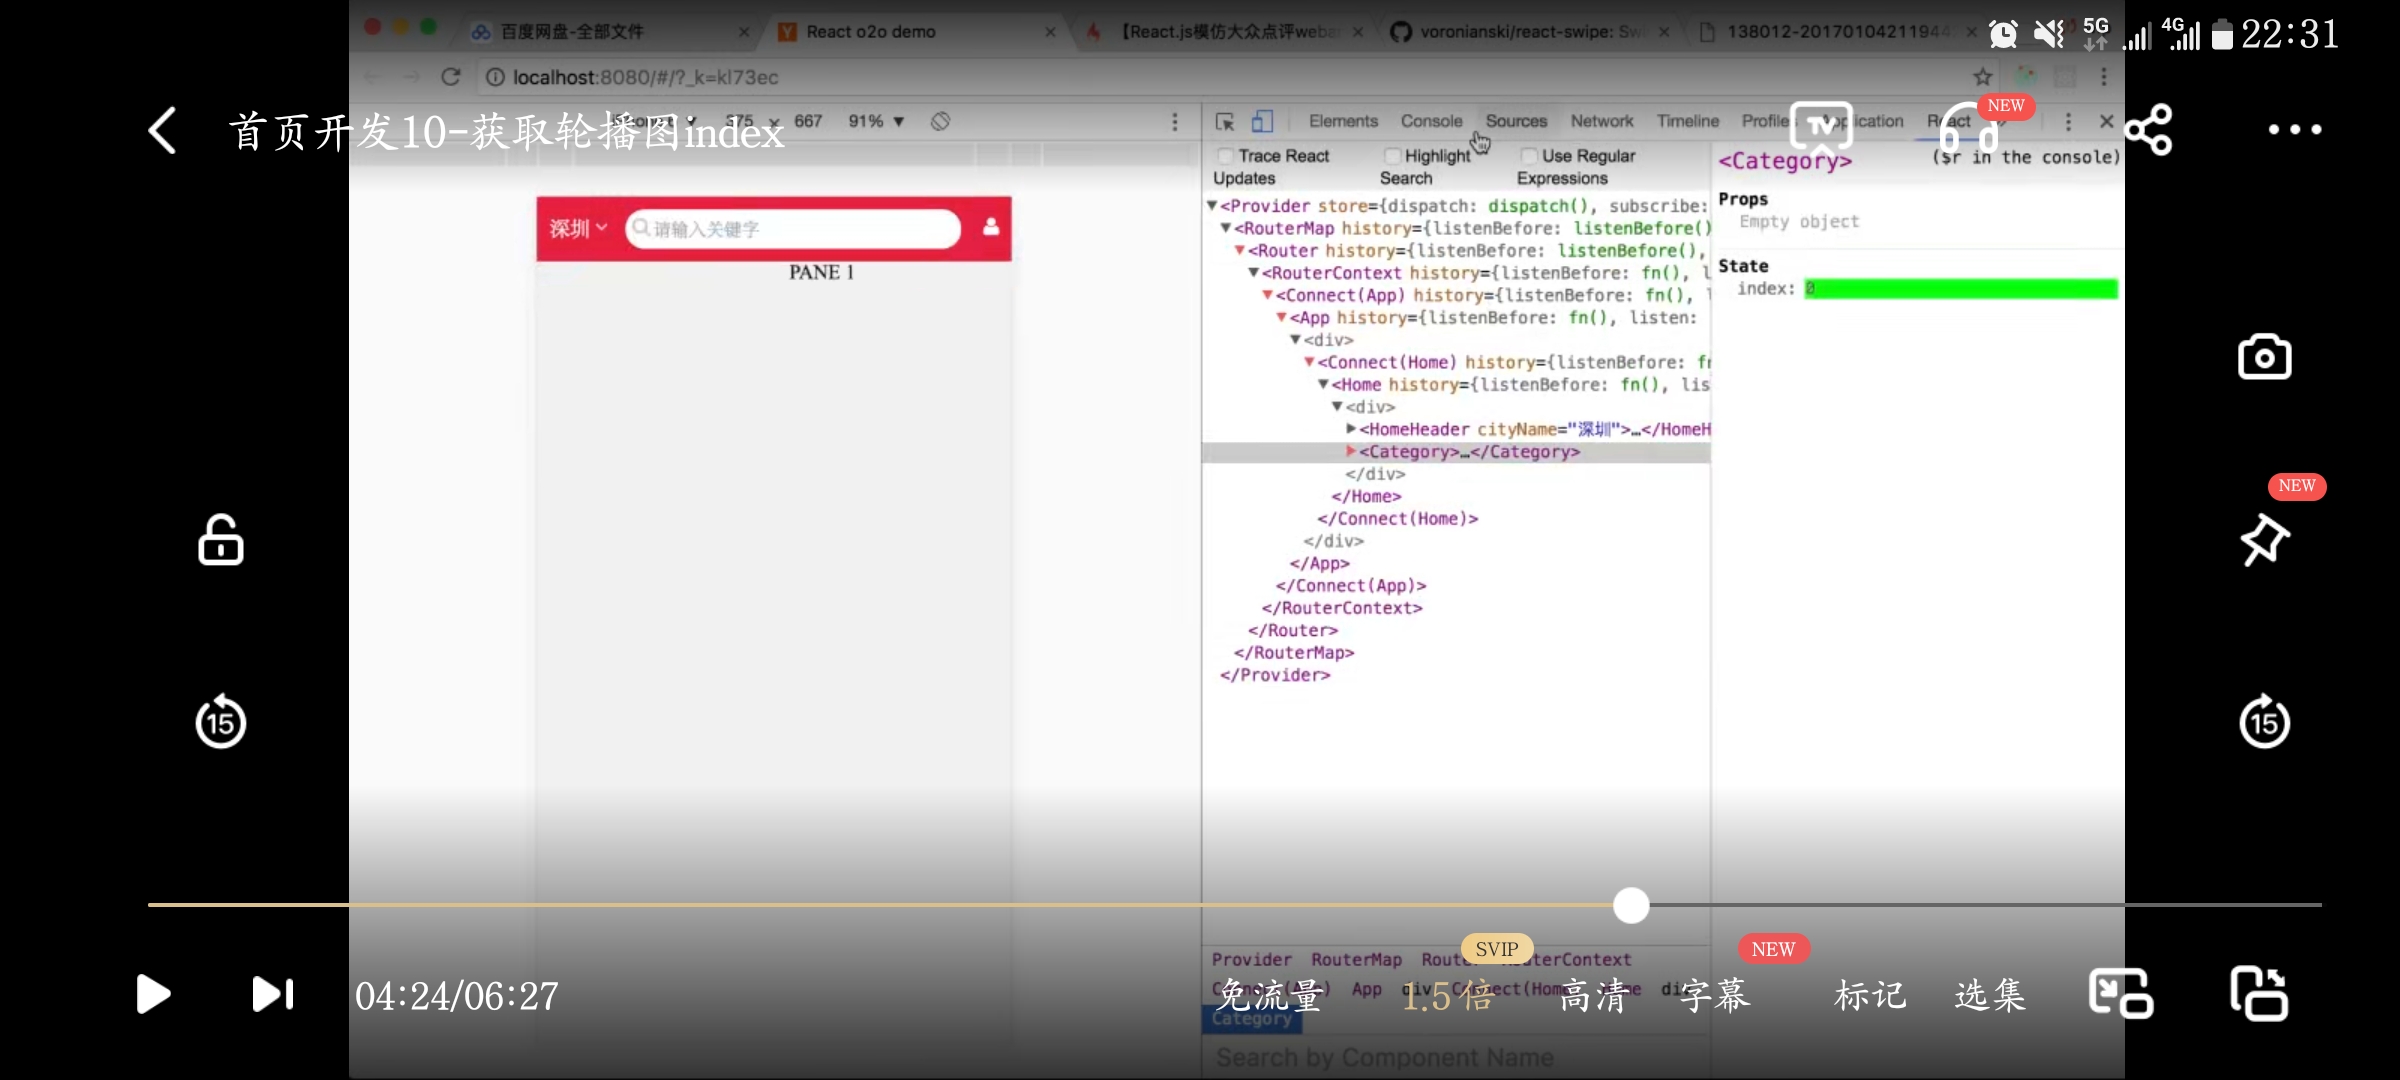 百度网盘-全部文件
React o2o demo
【React.js模仿大众点评weba
voronianski/react-swipe: Sw
138012-20170104211944
5G
4G
22:31
localhost:8080/#/?_k=kl73ec
首页开发10-获取轮播图index
375 × 667 91%
Elements Console Sources Network Timeline Profiles Application React
TV
NEW
Trace React Updates
Highlight Search
Use Regular Expressions
<Category>
($r in the console)
Props
Empty object
State
index: 0
深圳
请输入关键字
PANE 1
<Provider store={dispatch: dispatch(), subscribe:
<RouterMap history={listenBefore: listenBefore()
<Router history={listenBefore: listenBefore(),
<RouterContext history={listenBefore: fn(), l
<Connect(App) history={listenBefore: fn(), l
<App history={listenBefore: fn(), listen:
<div>
<Connect(Home) history={listenBefore: fn
<Home history={listenBefore: fn(), lis
<div>
<HomeHeader cityName="深圳">…</HomeH
<Category>…</Category>
</div>
</Home>
</Connect(Home)>
</div>
</App>
</Connect(App)>
</RouterContext>
</Router>
</RouterMap>
</Provider>
NEW
15
15
SVIP
NEW
Provider RouterMap Router RouterContext
App div Connect(Home) Home div
04:24/06:27
免流量
1.5倍
高清
字幕
标记
选集
Category
Search by Component Name